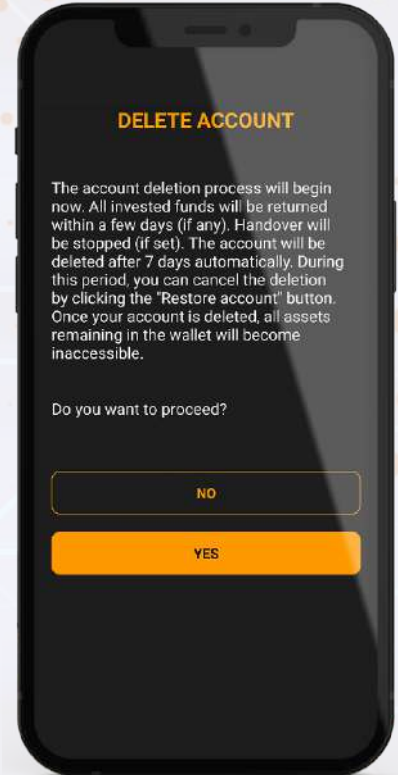 DELETE ACCOUNT
The account deletion process will begin
now. All invested funds will be returned
within a few days (if any). Handover will
be stopped (if set). The account will be
deleted after 7 days automatically. During
this period, you can cancel the deletion
by clicking the "Restore account" button.
Once your account is deleted, all assets
remaining in the wallet will become
inaccessible.
Do you want to proceed?
NO
YES